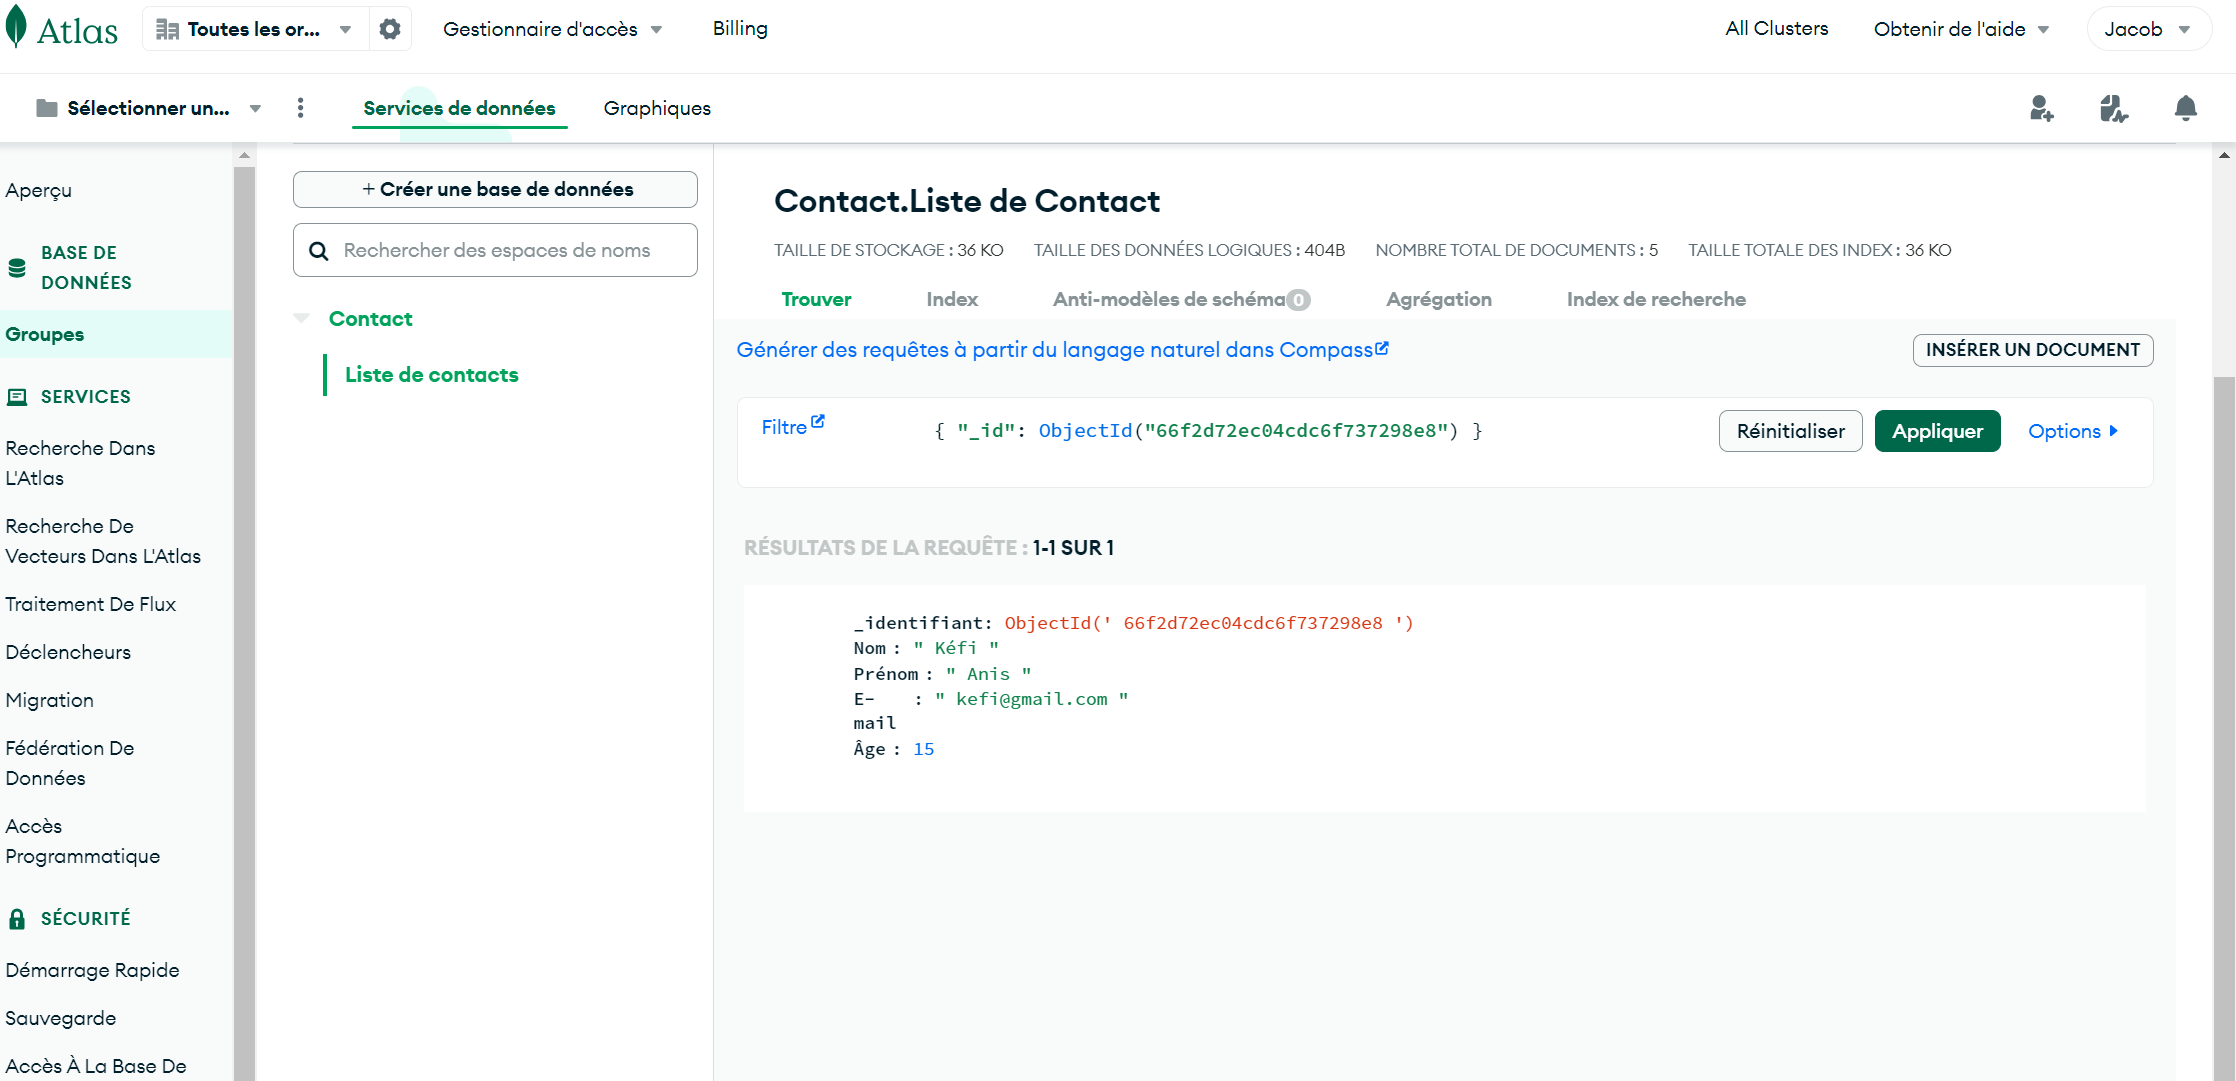 Atlas
Toutes les or...
Gestionnaire d'accès
Billing
All Clusters
Obtenir de l'aide
Jacob
Sélectionner un...
Services de données
Graphiques
Aperçu
BASE DE
DONNÉES
Groupes
SERVICES
Recherche Dans
L'Atlas
Recherche De
Vecteurs Dans L'Atlas
Traitement De Flux
Déclencheurs
Migration
Fédération De
Données
Accès
Programmatique
SÉCURITÉ
Démarrage Rapide
Sauvegarde
Accès À La Base De
+ Créer une base de données
Rechercher des espaces de noms
Contact
Liste de contacts
Contact.Liste de Contact
TAILLE DE STOCKAGE : 36 KO TAILLE DES DONNÉES LOGIQUES : 404B NOMBRE TOTAL DE DOCUMENTS : 5 TAILLE TOTALE DES INDEX : 36 KO
Trouver Index Anti-modèles de schéma 0 Agrégation Index de recherche
Générer des requêtes à partir du langage naturel dans Compass
INSÉRER UN DOCUMENT
Filtre { "_id": ObjectId("66f2d72ec04cdc6f737298e8") } Réinitialiser Appliquer Options
RÉSULTATS DE LA REQUÊTE : 1-1 SUR 1
_identifiant: ObjectId(' 66f2d72ec04cdc6f737298e8 ')
Nom : " Kéfi "
Prénom : " Anis "
E- : " kefi@gmail.com "
mail
Âge : 15